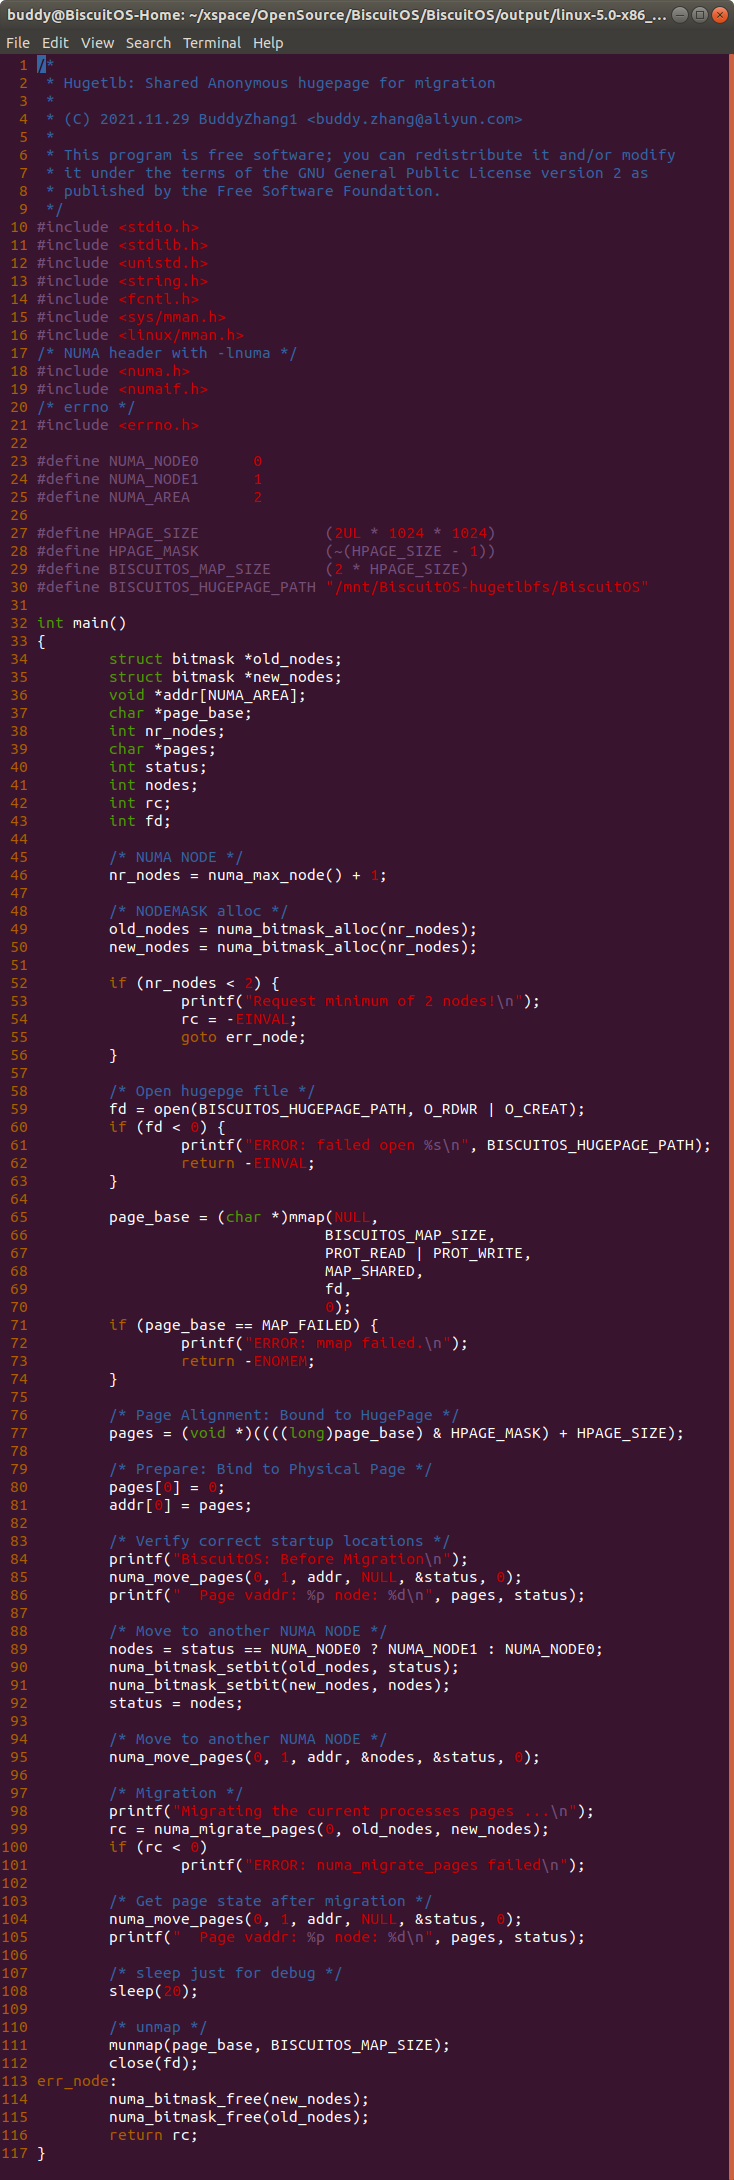 buddy@BiscuitOS-Home: ~/xspace/OpenSource/BiscuitOS/BiscuitOS/output/linux-5.0-x86_...
File Edit View Search Terminal Help
1 /*
2  * Hugetlb: Shared Anonymous hugepage for migration
3  *
4  * (C) 2021.11.29 BuddyZhang1 <buddy.zhang@aliyun.com>
5  *
6  * This program is free software; you can redistribute it and/or modify
7  * it under the terms of the GNU General Public License version 2 as
8  * published by the Free Software Foundation.
9  */
10 #include <stdio.h>
11 #include <stdlib.h>
12 #include <unistd.h>
13 #include <string.h>
14 #include <fcntl.h>
15 #include <sys/mman.h>
16 #include <linux/mman.h>
17 /* NUMA header with -lnuma */
18 #include <numa.h>
19 #include <numaif.h>
20 /* errno */
21 #include <errno.h>
22
23 #define NUMA_NODE0      0
24 #define NUMA_NODE1      1
25 #define NUMA_AREA       2
26
27 #define HPAGE_SIZE              (2UL * 1024 * 1024)
28 #define HPAGE_MASK              (~(HPAGE_SIZE - 1))
29 #define BISCUITOS_MAP_SIZE      (2 * HPAGE_SIZE)
30 #define BISCUITOS_HUGEPAGE_PATH "/mnt/BiscuitOS-hugetlbfs/BiscuitOS"
31
32 int main()
33 {
34         struct bitmask *old_nodes;
35         struct bitmask *new_nodes;
36         void *addr[NUMA_AREA];
37         char *page_base;
38         int nr_nodes;
39         char *pages;
40         int status;
41         int nodes;
42         int rc;
43         int fd;
44
45         /* NUMA NODE */
46         nr_nodes = numa_max_node() + 1;
47
48         /* NODEMASK alloc */
49         old_nodes = numa_bitmask_alloc(nr_nodes);
50         new_nodes = numa_bitmask_alloc(nr_nodes);
51
52         if (nr_nodes < 2) {
53                 printf("Request minimum of 2 nodes!\n");
54                 rc = -EINVAL;
55                 goto err_node;
56         }
57
58         /* Open hugepge file */
59         fd = open(BISCUITOS_HUGEPAGE_PATH, O_RDWR | O_CREAT);
60         if (fd < 0) {
61                 printf("ERROR: failed open %s\n", BISCUITOS_HUGEPAGE_PATH);
62                 return -EINVAL;
63         }
64
65         page_base = (char *)mmap(NULL,
66                                 BISCUITOS_MAP_SIZE,
67                                 PROT_READ | PROT_WRITE,
68                                 MAP_SHARED,
69                                 fd,
70                                 0);
71         if (page_base == MAP_FAILED) {
72                 printf("ERROR: mmap failed.\n");
73                 return -ENOMEM;
74         }
75
76         /* Page Alignment: Bound to HugePage */
77         pages = (void *)((((long)page_base) & HPAGE_MASK) + HPAGE_SIZE);
78
79         /* Prepare: Bind to Physical Page */
80         pages[0] = 0;
81         addr[0] = pages;
82
83         /* Verify correct startup locations */
84         printf("BiscuitOS: Before Migration\n");
85         numa_move_pages(0, 1, addr, NULL, &status, 0);
86         printf("  Page vaddr: %p node: %d\n", pages, status);
87
88         /* Move to another NUMA NODE */
89         nodes = status == NUMA_NODE0 ? NUMA_NODE1 : NUMA_NODE0;
90         numa_bitmask_setbit(old_nodes, status);
91         numa_bitmask_setbit(new_nodes, nodes);
92         status = nodes;
93
94         /* Move to another NUMA NODE */
95         numa_move_pages(0, 1, addr, &nodes, &status, 0);
96
97         /* Migration */
98         printf("Migrating the current processes pages ...\n");
99         rc = numa_migrate_pages(0, old_nodes, new_nodes);
100         if (rc < 0)
101                 printf("ERROR: numa_migrate_pages failed\n");
102
103         /* Get page state after migration */
104         numa_move_pages(0, 1, addr, NULL, &status, 0);
105         printf("  Page vaddr: %p node: %d\n", pages, status);
106
107         /* sleep just for debug */
108         sleep(20);
109
110         /* unmap */
111         munmap(page_base, BISCUITOS_MAP_SIZE);
112         close(fd);
113 err_node:
114         numa_bitmask_free(new_nodes);
115         numa_bitmask_free(old_nodes);
116         return rc;
117 }